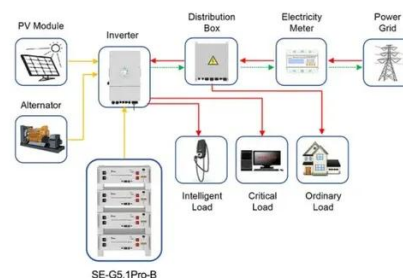 PV Module
Inverter
Distribution
Box
Electricity
Meter
Power
Grid
Alternator
Intelligent
Load
Critical
Load
Ordinary
Load
SE-G5.1Pro-B